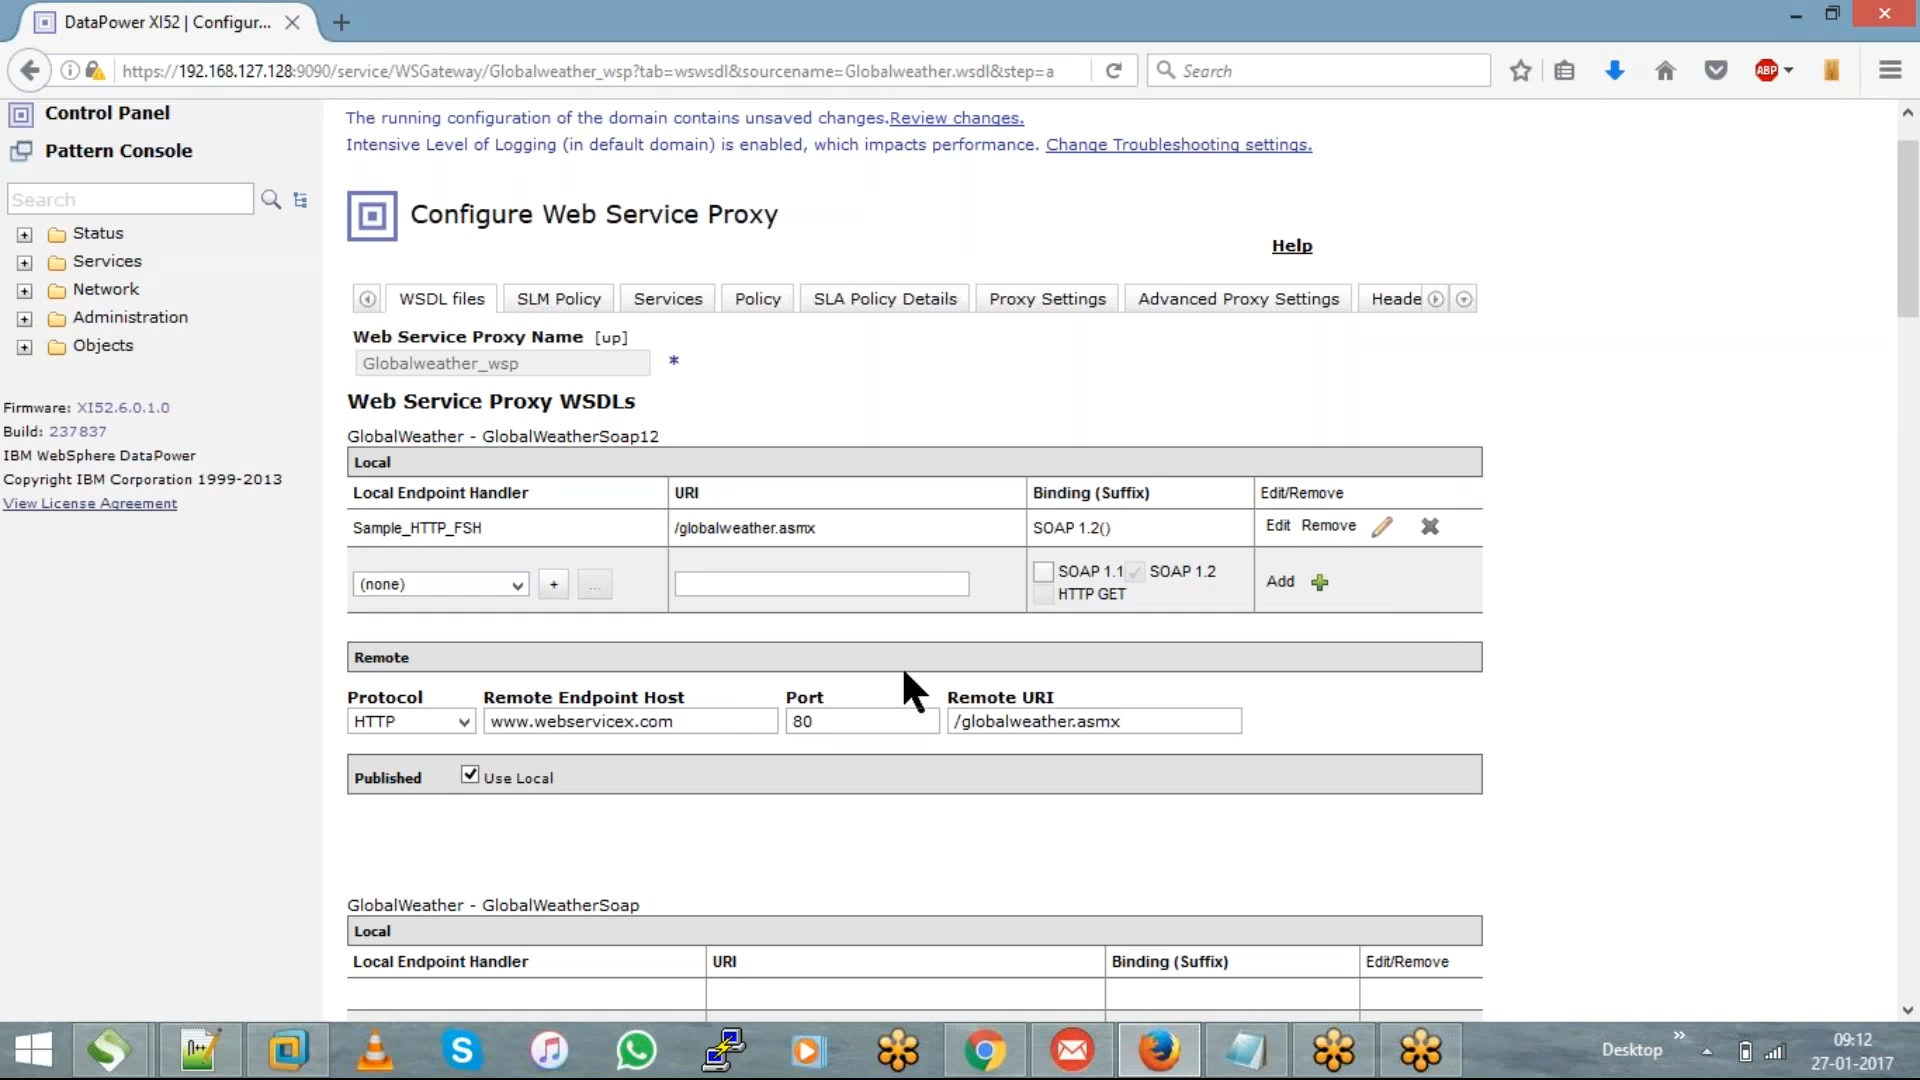 DataPower XI52 | Configur...
https://192.168.127.128:9090/service/WSGateway/Globalweather_wsp?tab=wswsdl&sourcename=Globalweather.wsdl&step=a
Search
ABP
Control Panel
Pattern Console
Search
Status
Services
Network
Administration
Objects
Firmware: XI52.6.0.1.0
Build: 237837
IBM WebSphere DataPower
Copyright IBM Corporation 1999-2013
View License Agreement
The running configuration of the domain contains unsaved changes.Review changes.
Intensive Level of Logging (in default domain) is enabled, which impacts performance. Change Troubleshooting settings.
Configure Web Service Proxy
Help
WSDL files SLM Policy Services Policy SLA Policy Details Proxy Settings Advanced Proxy Settings Heade
Web Service Proxy Name [up]
Globalweather_wsp *
Web Service Proxy WSDLs
GlobalWeather - GlobalWeatherSoap12
Local
Local Endpoint Handler URI Binding (Suffix) Edit/Remove
Sample_HTTP_FSH /globalweather.asmx SOAP 1.2() Edit Remove
(none) + ... SOAP 1.1 SOAP 1.2 Add
HTTP GET
Remote
Protocol Remote Endpoint Host Port Remote URI
HTTP www.webservicex.com 80 /globalweather.asmx
Published Use Local
GlobalWeather - GlobalWeatherSoap
Local
Local Endpoint Handler URI Binding (Suffix) Edit/Remove
Desktop
09:12
27-01-2017